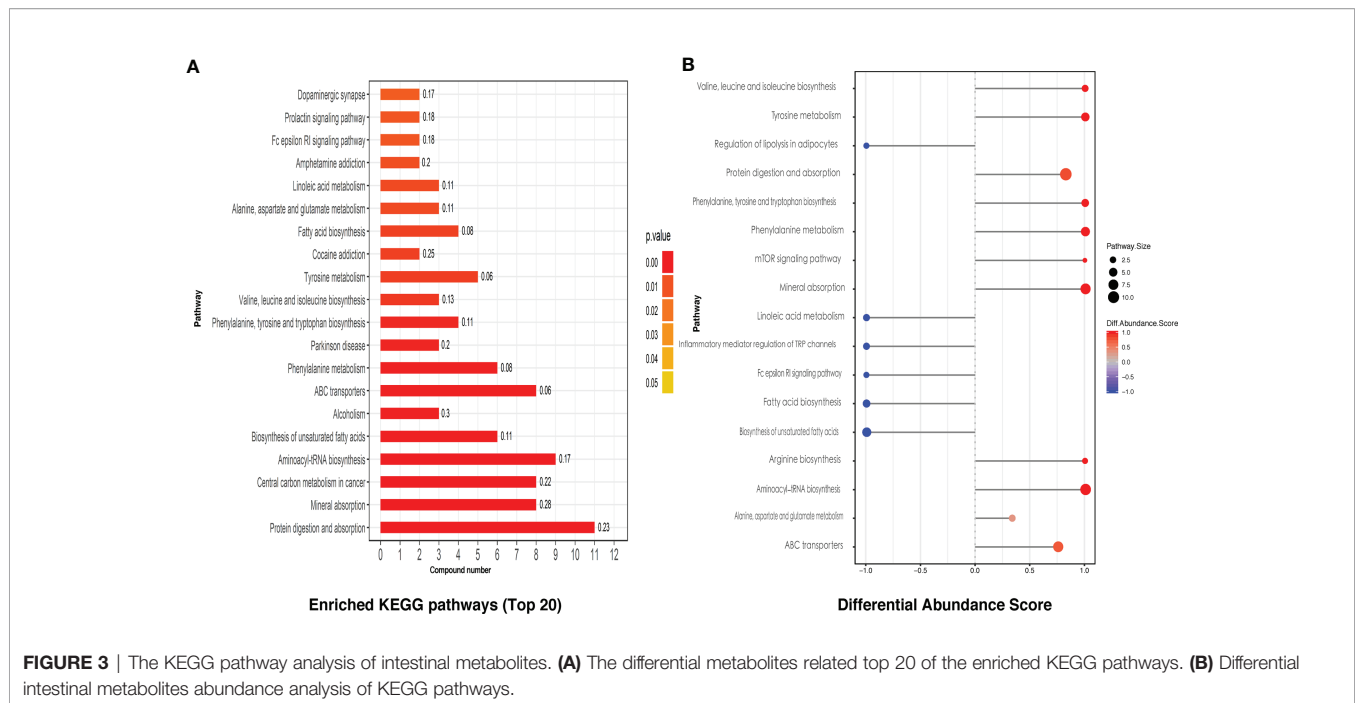 A
Dopaminergic synapse 0.17
Prolactin signaling pathway 0.18
Fc epsilon RI signaling pathway 0.18
Amphetamine addiction 0.2
Linoleic acid metabolism 0.11
Alanine, aspartate and glutamate metabolism 0.11
Fatty acid biosynthesis 0.08
Cocaine addiction 0.25
Tyrosine metabolism 0.06
Valine, leucine and isoleucine biosynthesis 0.13
Phenylalanine, tyrosine and tryptophan biosynthesis 0.11
Parkinson disease 0.2
Phenylalanine metabolism 0.08
ABC transporters 0.06
Alcoholism 0.3
Biosynthesis of unsaturated fatty acids 0.11
Aminoacyl-tRNA biosynthesis 0.17
Central carbon metabolism in cancer 0.22
Mineral absorption 0.28
Protein digestion and absorption 0.23
Pathway
0 1 2 3 4 5 6 7 8 9 10 11 12
Compound number
p.value
0.00
0.01
0.02
0.03
0.04
0.05
Enriched KEGG pathways (Top 20)
B
Valine, leucine and isoleucine biosynthesis
Tyrosine metabolism
Regulation of lipolysis in adipocytes
Protein digestion and absorption
Phenylalanine, tyrosine and tryptophan biosynthesis
Phenylalanine metabolism
mTOR signaling pathway
Mineral absorption
Linoleic acid metabolism
Inflammatory mediator regulation of TRP channels
Fc epsilon RI signaling pathway
Fatty acid biosynthesis
Biosynthesis of unsaturated fatty acids
Arginine biosynthesis
Aminoacyl-tRNA biosynthesis
Alanine, aspartate and glutamate metabolism
ABC transporters
Pathway
-1.0 -0.5 0.0 0.5 1.0
Pathway.Size
2.5
5.0
7.5
10.0
Diff.Abundance.Score
1.0
0.5
0.0
-0.5
-1.0
Differential Abundance Score
FIGURE 3 | The KEGG pathway analysis of intestinal metabolites. (A) The differential metabolites related top 20 of the enriched KEGG pathways. (B) Differential
intestinal metabolites abundance analysis of KEGG pathways.